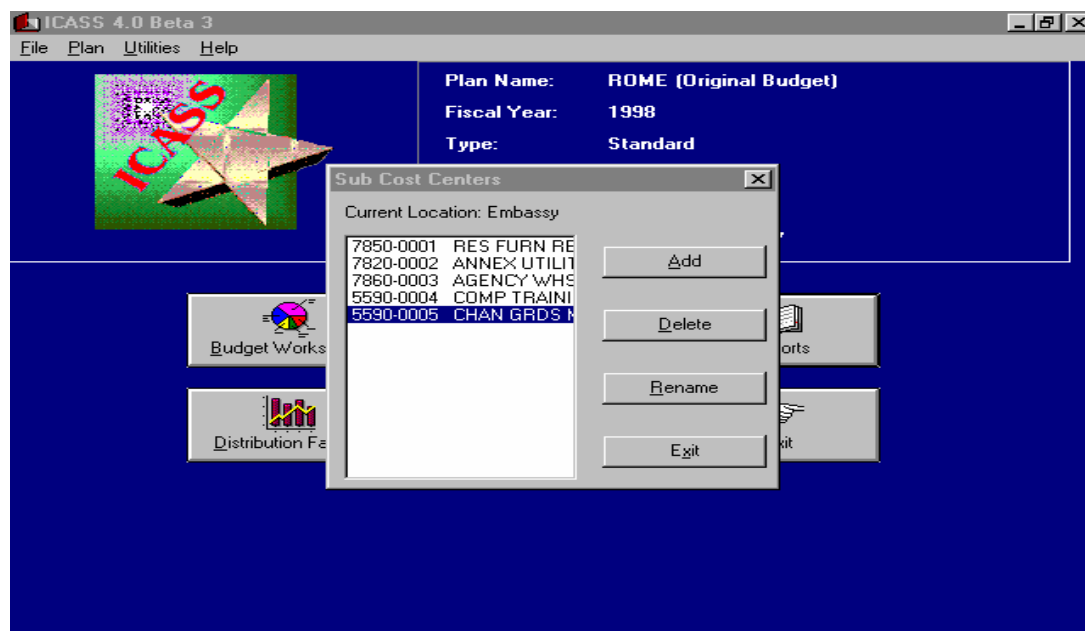 ICASS 4.0 Beta 3
File Plan Utilities Help
ICASS
Plan Name: ROME (Original Budget)
Fiscal Year: 1998
Type: Standard
Sub Cost Centers
Current Location: Embassy
7850-0001 RES FURN RE
7820-0002 ANNEX UTILIT
7860-0003 AGENCY WHS
5590-0004 COMP TRAINI
5590-0005 CHAN GRDS M
Add
Delete
Rename
Exit
Budget Works
orts
Distribution Fa
xit